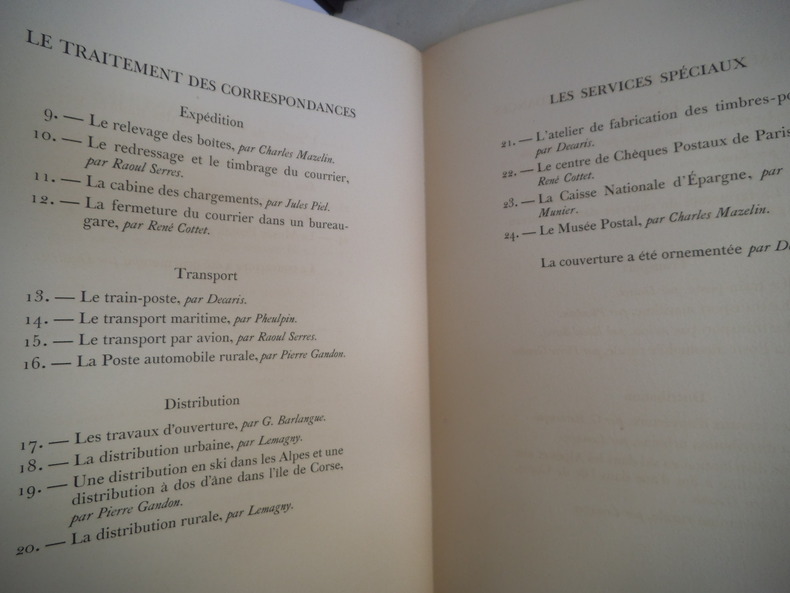 LE TRAITEMENT DES CORRESPONDANCES
Expédition
9. — Le relevage des boîtes, par Charles Mazelin.
10. — Le redressage et le timbrage du courrier,
par Raoul Serres.
11. — La cabine des chargements, par Jules Piel.
12. — La fermeture du courrier dans un bureau-
gare, par René Cottet.
Transport
13. — Le train-poste, par Decaris.
14. — Le transport maritime, par Pheulpin.
15. — Le transport par avion, par Raoul Serres.
16. — La Poste automobile rurale, par Pierre Gandon.
Distribution
17. — Les travaux d'ouverture, par G. Barlangue.
18. — La distribution urbaine, par Lemagny.
19. — Une distribution en ski dans les Alpes et une
distribution à dos d'âne dans l'île de Corse,
par Pierre Gandon.
20. — La distribution rurale, par Lemagny.
LES SERVICES SPÉCIAUX
21. — L'atelier de fabrication des timbres-po
par Decaris.
22. — Le centre de Chèques Postaux de Paris
René Cottet.
23. — La Caisse Nationale d'Épargne, par
Munier.
24. — Le Musée Postal, par Charles Mazelin.
La couverture a été ornementée par D